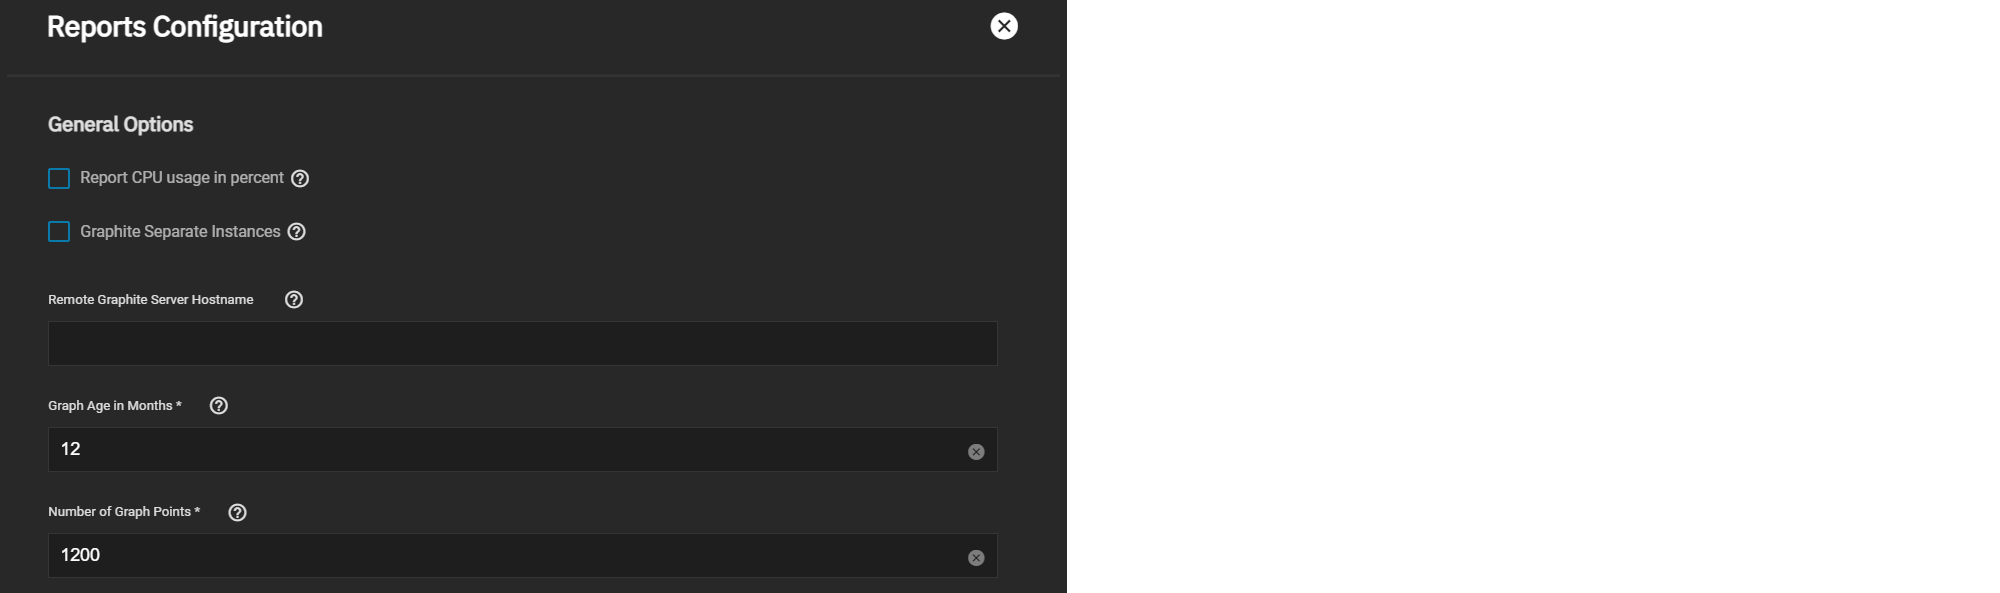 Reports Configuration
General Options
Report CPU usage in percent
Graphite Separate Instances
Remote Graphite Server Hostname
Graph Age in Months *
12
Number of Graph Points *
1200